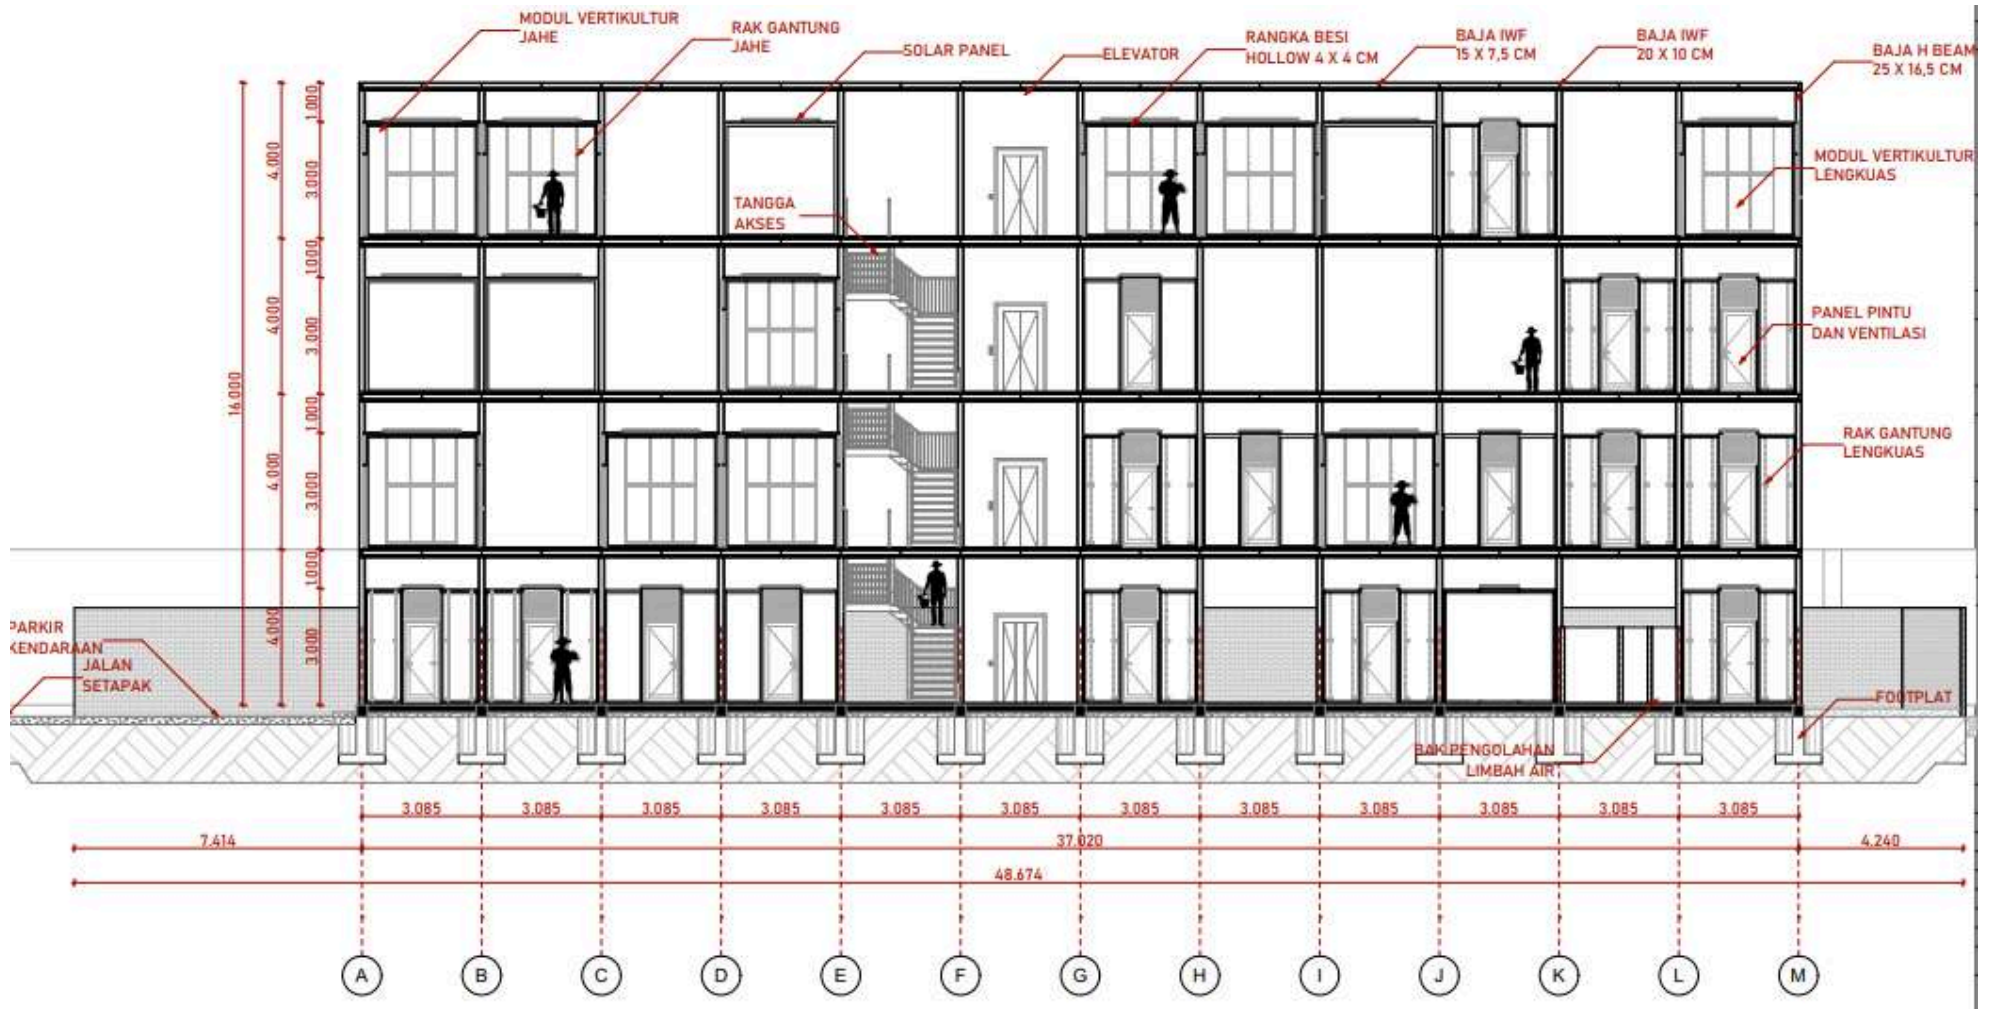 MODUL VERTIKULTUR
JAHE
RAK GANTUNG
JAHE
SOLAR PANEL
ELEVATOR
RANGKA BESI
HOLLOW 4 X 4 CM
BAJA IWF
15 X 7,5 CM
BAJA IWF
20 X 10 CM
BAJA H BEAM
25 X 16,5 CM
1.000
4.000
3.000
MODUL VERTIKULTUR
LENGKUAS
TANGGA
AKSES
1.000
4.000
3.000
PANEL PINTU
DAN VENTILASI
16.000
1.000
4.000
3.000
RAK GANTUNG
LENGKUAS
1.000
4.000
3.000
PARKIR
KENDARAAN
JALAN
SETAPAK
FOOTPLAT
BAK PENGOLAHAN
LIMBAH AIR
3.085 3.085 3.085 3.085 3.085 3.085 3.085 3.085 3.085 3.085 3.085 3.085
7.414 37.020 4.240
48.674
A B C D E F G H I J K L M